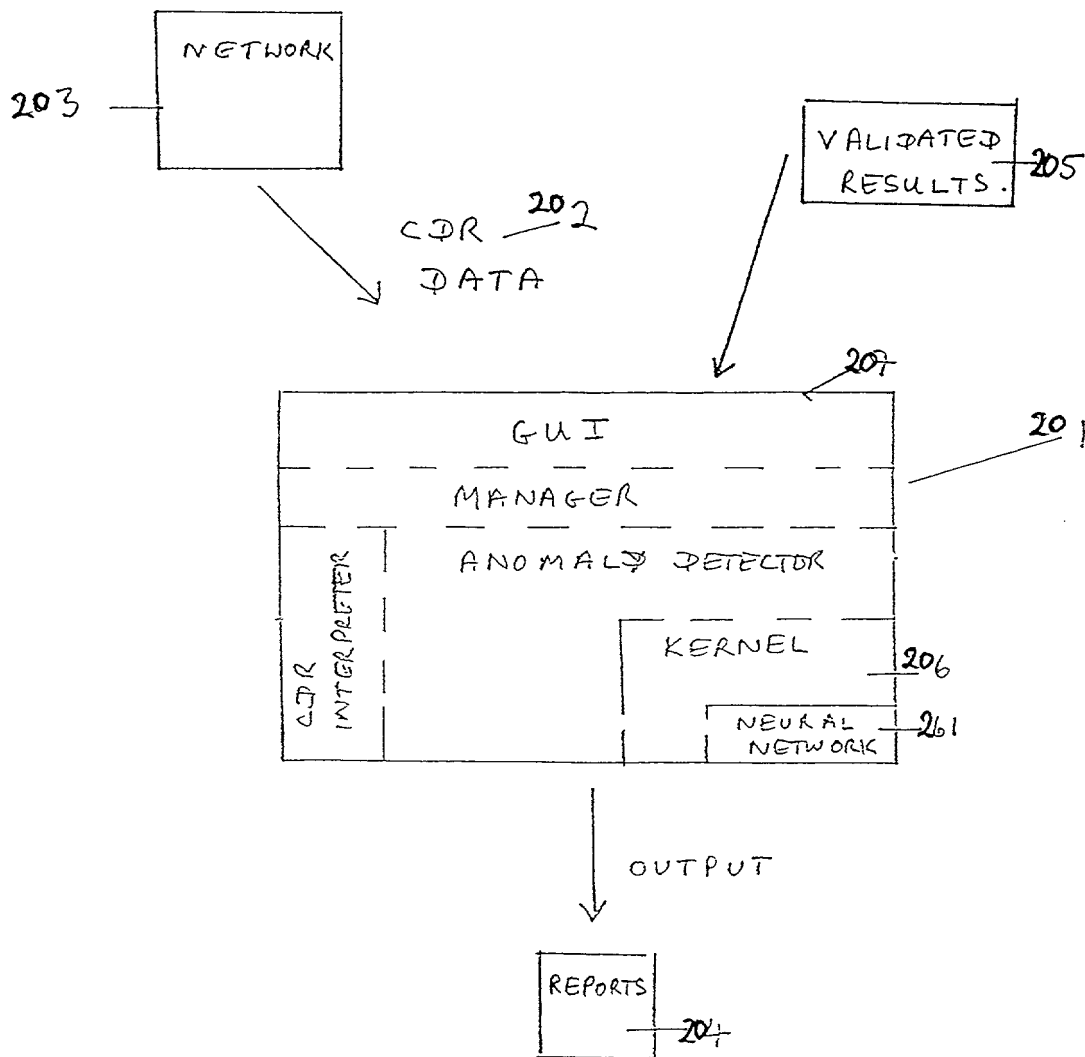 NETWORK
203
VALIDATED
RESULTS.
205
CDR 202
DATA
207
GUI
201
MANAGER
ANOMALY DETECTOR
CDR
INTERPRETER
KERNEL
206
NEURAL
NETWORK
261
OUTPUT
REPORTS
204